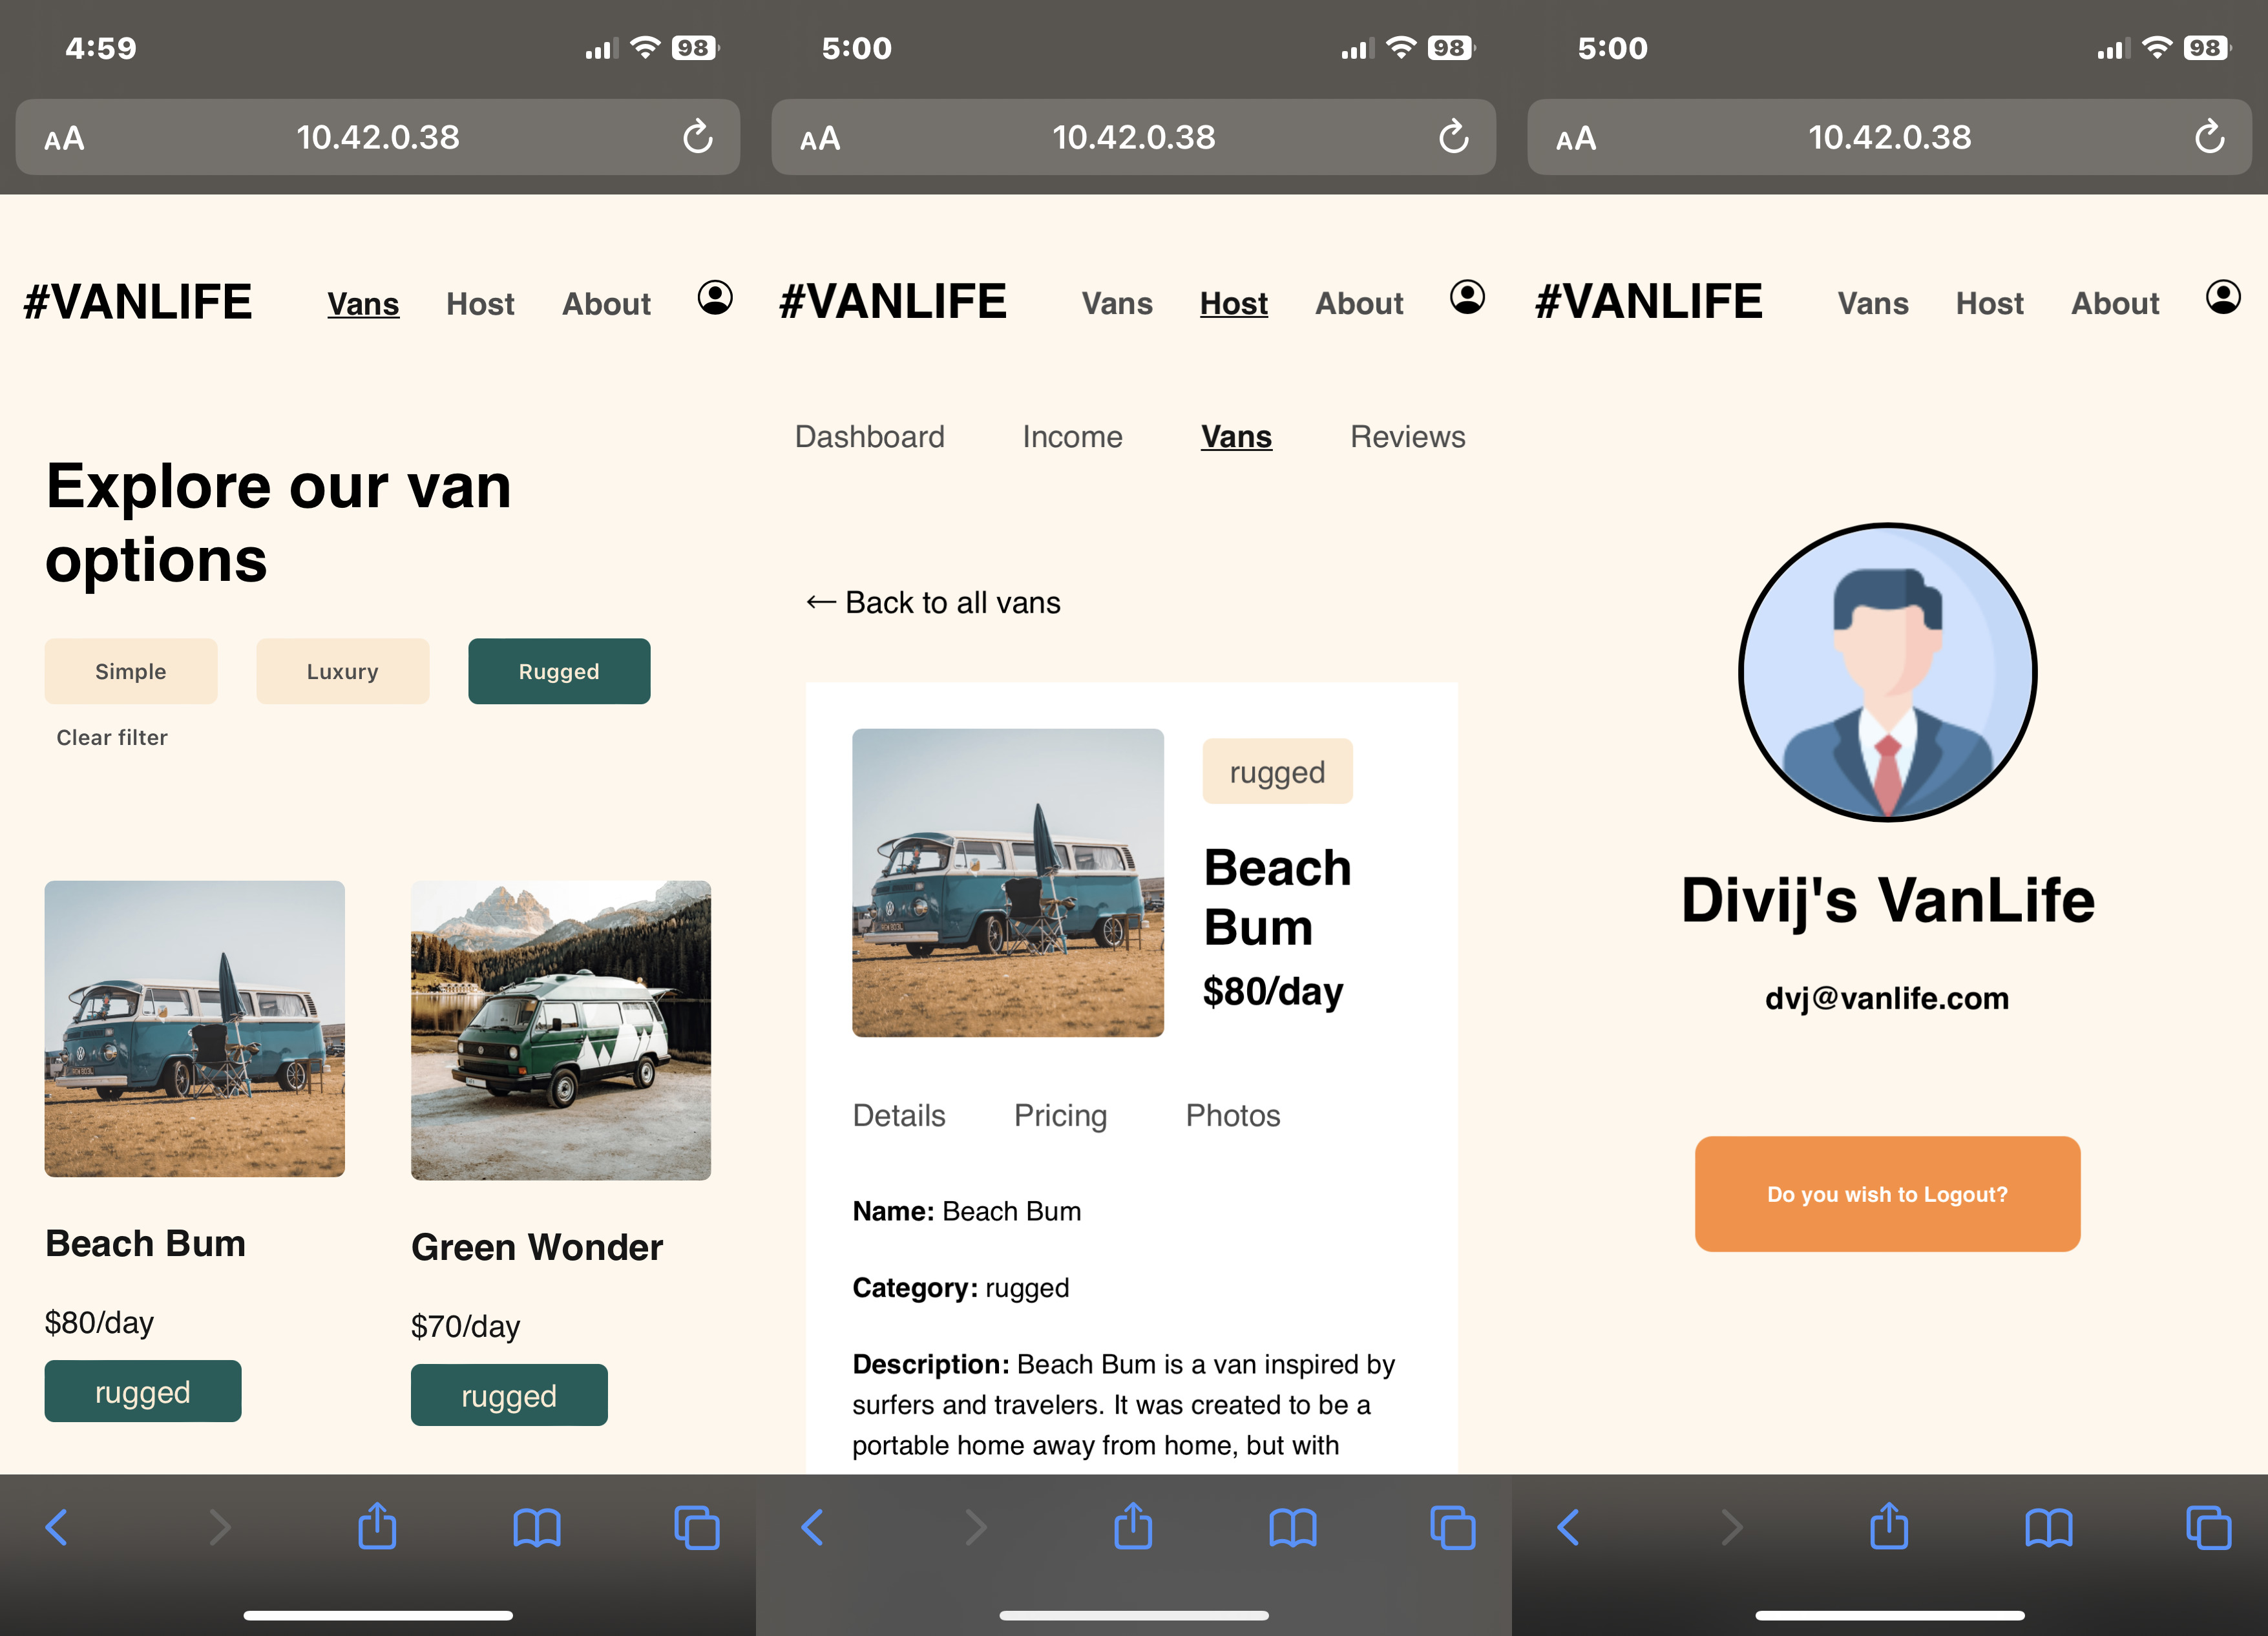 4:59
98
AA 10.42.0.38
#VANLIFE Vans Host About
Explore our van
options
Simple Luxury Rugged
Clear filter
Beach Bum Green Wonder
$80/day $70/day
rugged rugged
5:00
98
AA 10.42.0.38
#VANLIFE Vans Host About
Dashboard Income Vans Reviews
← Back to all vans
rugged
Beach
Bum
$80/day
Details Pricing Photos
Name: Beach Bum
Category: rugged
Description: Beach Bum is a van inspired by
surfers and travelers. It was created to be a
portable home away from home, but with
5:00
98
AA 10.42.0.38
#VANLIFE Vans Host About
Divij's VanLife
dvj@vanlife.com
Do you wish to Logout?